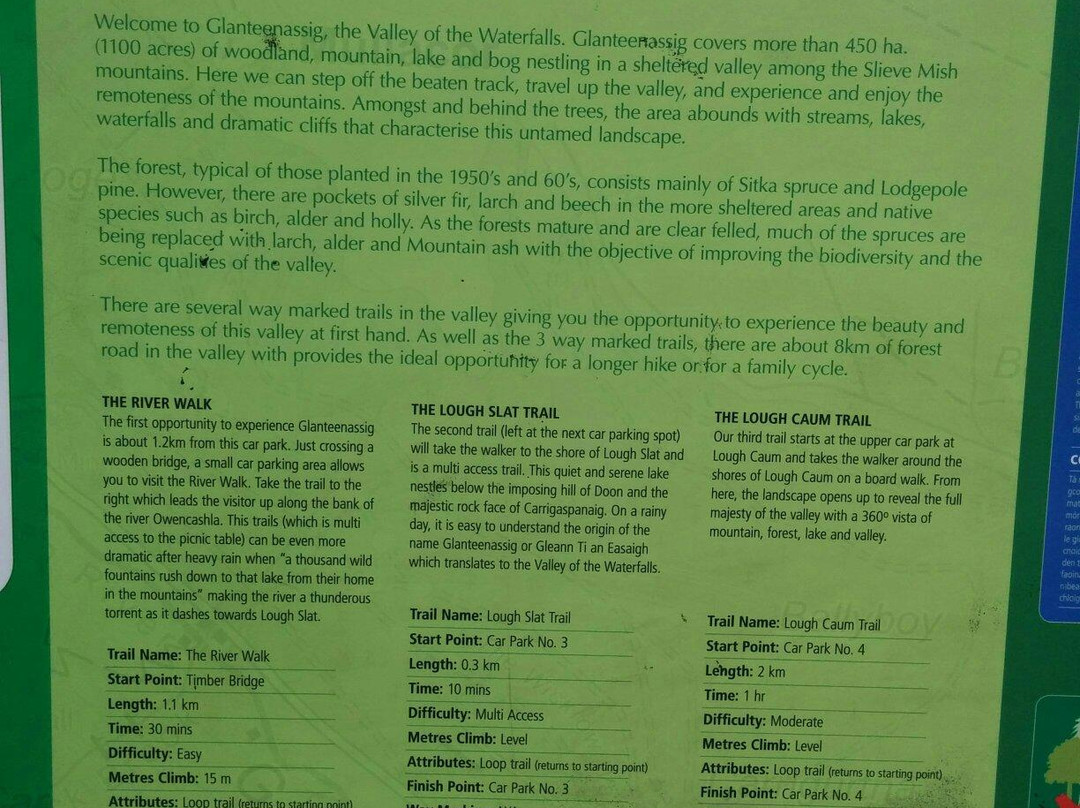 Welcome to Glanteenassig, the Valley of the Waterfalls. Glanteenassig covers more than 450 ha.
(1100 acres) of woodland, mountain, lake and bog nestling in a sheltered valley among the Slieve Mish
mountains. Here we can step off the beaten track, travel up the valley, and experience and enjoy the
remoteness of the mountains. Amongst and behind the trees, the area abounds with streams, lakes,
waterfalls and dramatic cliffs that characterise this untamed landscape.
The forest, typical of those planted in the 1950's and 60's, consists mainly of Sitka spruce and Lodgepole
pine. However, there are pockets of silver fir, larch and beech in the more sheltered areas and native
species such as birch, alder and holly. As the forests mature and are clear felled, much of the spruces are
being replaced with larch, alder and Mountain ash with the objective of improving the biodiversity and the
scenic qualities of the valley.
There are several way marked trails in the valley giving you the opportunity to experience the beauty and
remoteness of this valley at first hand. As well as the 3 way marked trails, there are about 8km of forest
road in the valley with provides the ideal opportunity for a longer hike or for a family cycle.
THE RIVER WALK
The first opportunity to experience Glanteenassig
is about 1.2km from this car park. Just crossing a
wooden bridge, a small car parking area allows
you to visit the River Walk. Take the trail to the
right which leads the visitor up along the bank of
the river Owencashla. This trails (which is multi
access to the picnic table) can be even more
dramatic after heavy rain when "a thousand wild
fountains rush down to that lake from their home
in the mountains" making the river a thunderous
torrent as it dashes towards Lough Slat.
Trail Name: The River Walk
Start Point: Timber Bridge
Length: 1.1 km
Time: 30 mins
Difficulty: Easy
Metres Climb: 15 m
Attributes: Loop trail (returns to starting point)
THE LOUGH SLAT TRAIL
The second trail (left at the next car parking spot)
will take the walker to the shore of Lough Slat and
is a multi access trail. This quiet and serene lake
nestles below the imposing hill of Doon and the
majestic rock face of Carrigaspanaig. On a rainy
day, it is easy to understand the origin of the
name Glanteenassig or Gleann Ti an Easaigh
which translates to the Valley of the Waterfalls.
Trail Name: Lough Slat Trail
Start Point: Car Park No. 3
Length: 0.3 km
Time: 10 mins
Difficulty: Multi Access
Metres Climb: Level
Attributes: Loop trail (returns to starting point)
Finish Point: Car Park No. 3
THE LOUGH CAUM TRAIL
Our third trail starts at the upper car park at
Lough Caum and takes the walker around the
shores of Lough Caum on a board walk. From
here, the landscape opens up to reveal the full
majesty of the valley with a 360º vista of
mountain, forest, lake and valley.
Trail Name: Lough Caum Trail
Start Point: Car Park No. 4
Length: 2 km
Time: 1 hr
Difficulty: Moderate
Metres Climb: Level
Attributes: Loop trail (returns to starting point)
Finish Point: Car Park No. 4